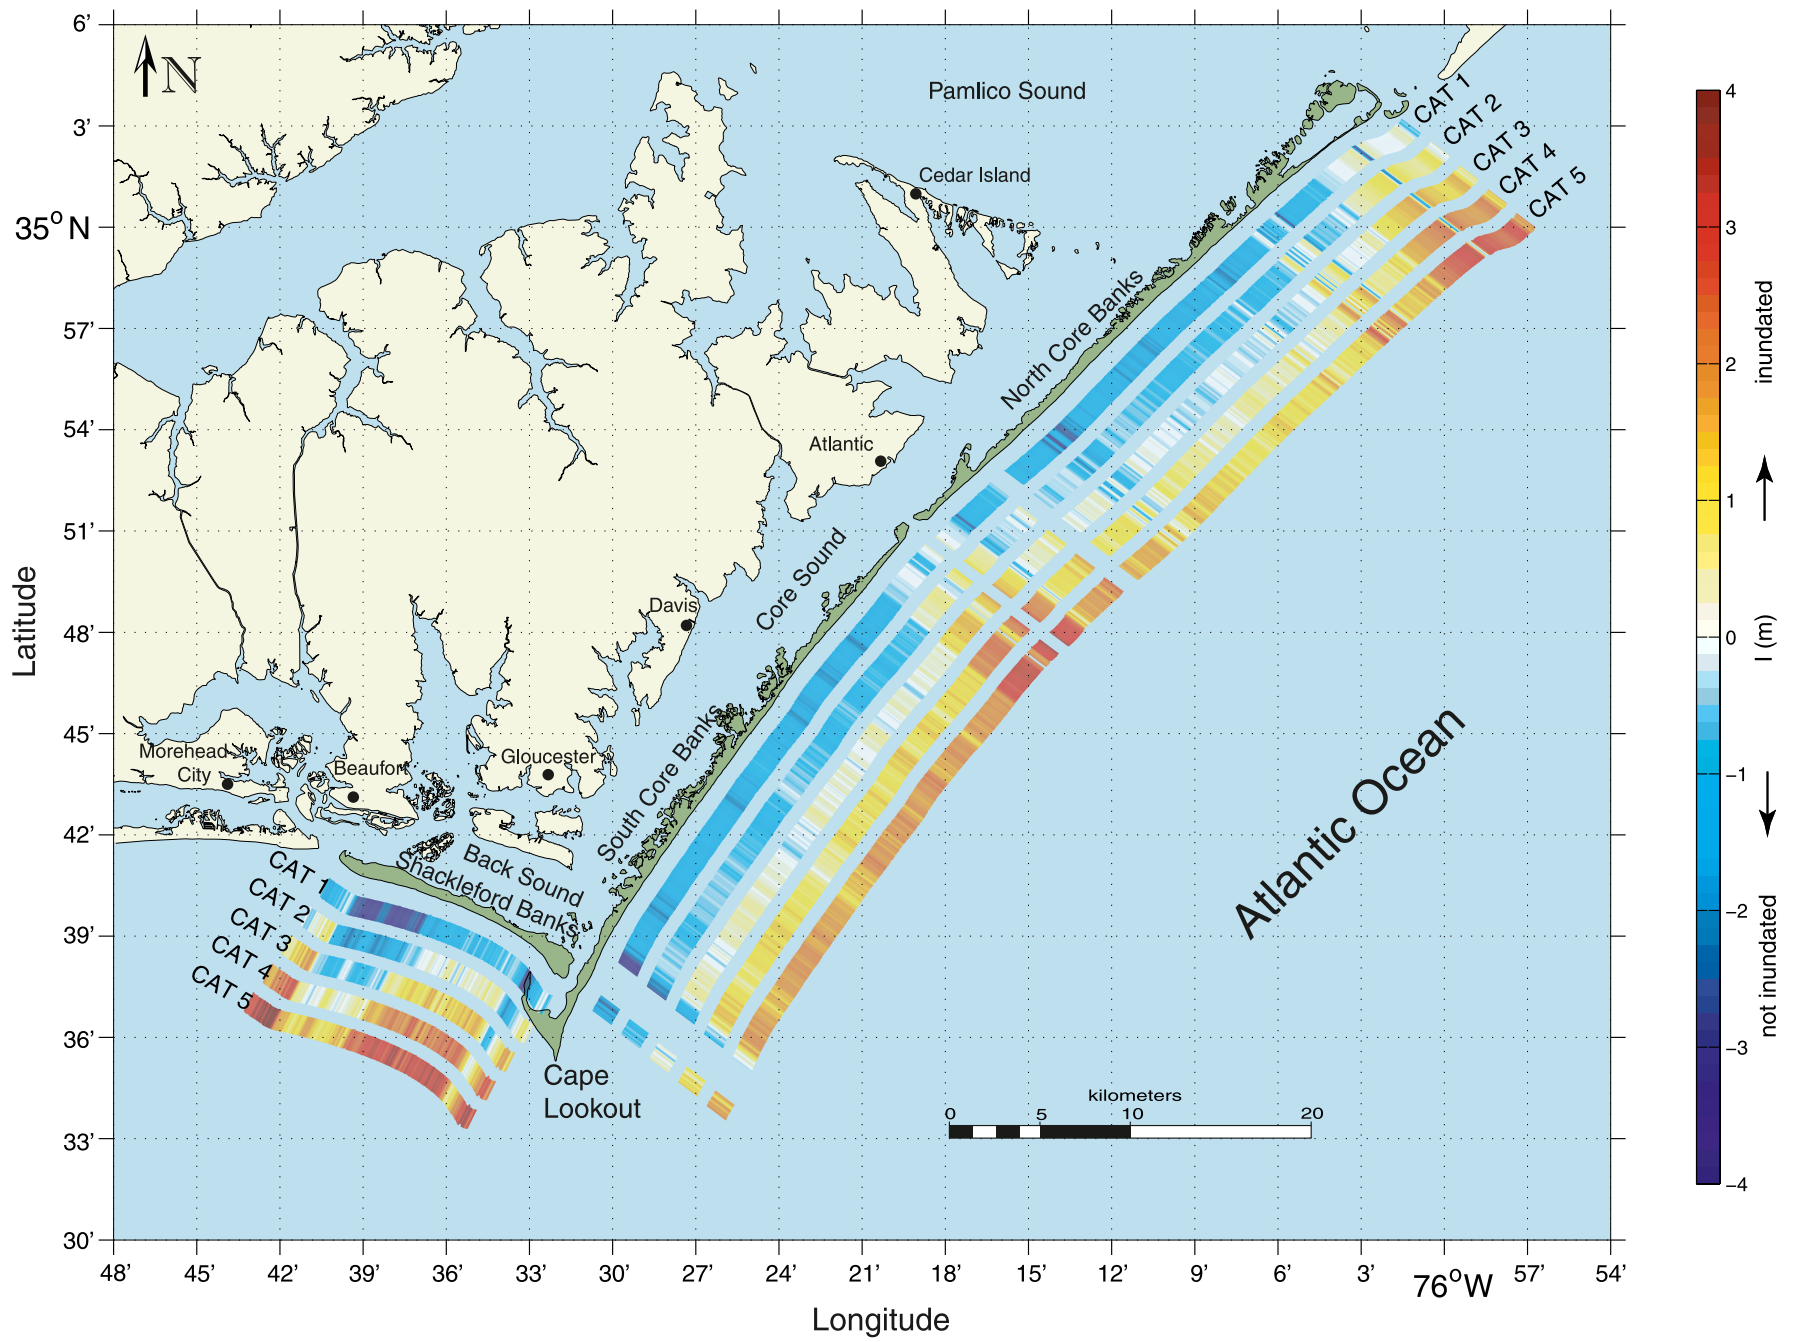 6'
3'
35° N
57'
54'
51'
48'
45'
42'
39'
36'
33'
30'
Latitude
N
Pamlico Sound
Cedar Island
Atlantic
Davis
Morehead
City
Beaufort
Gloucester
North Core Banks
Core Sound
South Core Banks
Back Sound
Shackleford Banks
Cape
Lookout
Atlantic Ocean
CAT 1
CAT 2
CAT 3
CAT 4
CAT 5
CAT 1
CAT 2
CAT 3
CAT 4
CAT 5
kilometers
0 5 10 20
48' 45' 42' 39' 36' 33' 30' 27' 24' 21' 18' 15' 12' 9' 6' 3' 76°W 57' 54'
Longitude
4
3
2
1
0
−1
−2
−3
−4
inundated
I (m)
not inundated